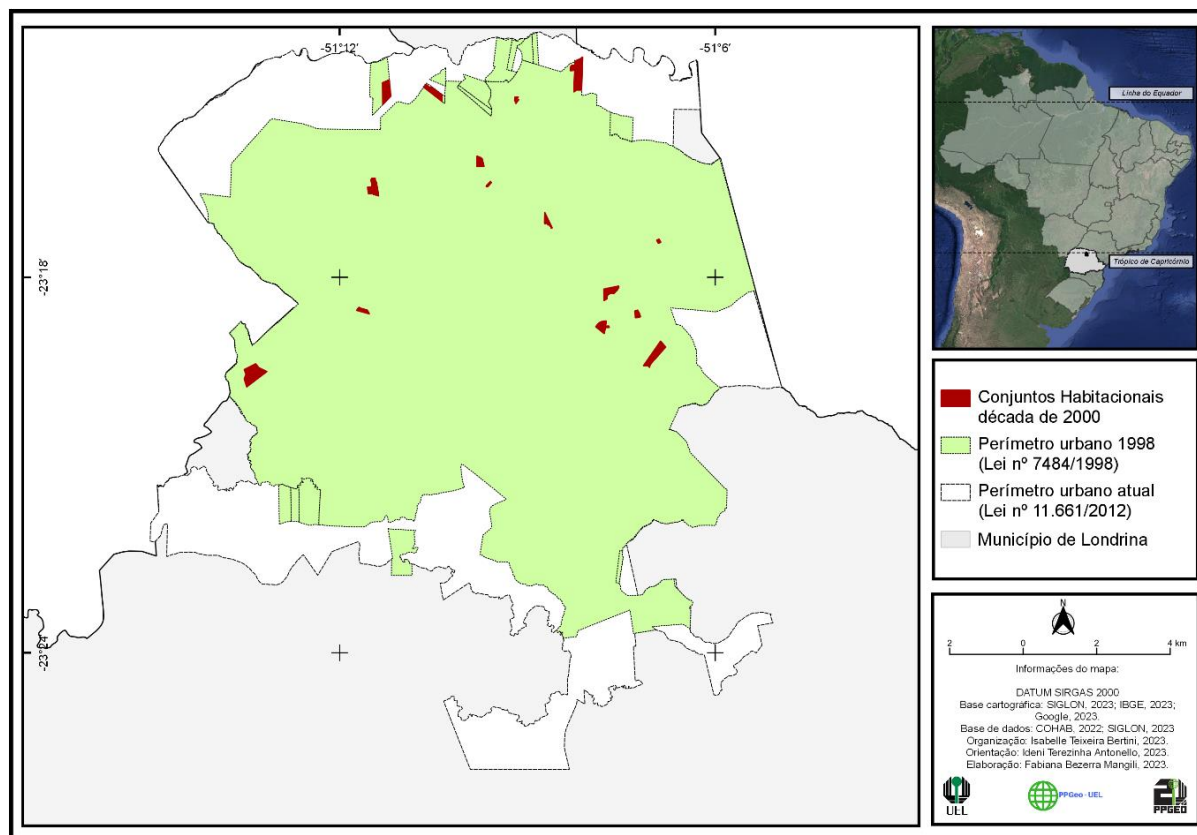 -51°12'
-51°6'
-23°18'
-23°24'
Linha do Equador
Trópico de Capricórnio
Conjuntos Habitacionais
década de 2000
Perímetro urbano 1998
(Lei nº 7484/1998)
Perímetro urbano atual
(Lei nº 11.661/2012)
Município de Londrina
N
2 0 2 4 km
Informações do mapa:
DATUM SIRGAS 2000
Base cartográfica: SIGLON, 2023; IBGE, 2023;
Google, 2023.
Base de dados: COHAB, 2022; SIGLON, 2023
Organização: Isabelle Teixeira Bertini, 2023.
Orientação: Ideni Terezinha Antonello, 2023.
Elaboração: Fabiana Bezerra Mangili, 2023.
UEL
PPGeo - UEL
PPGEO